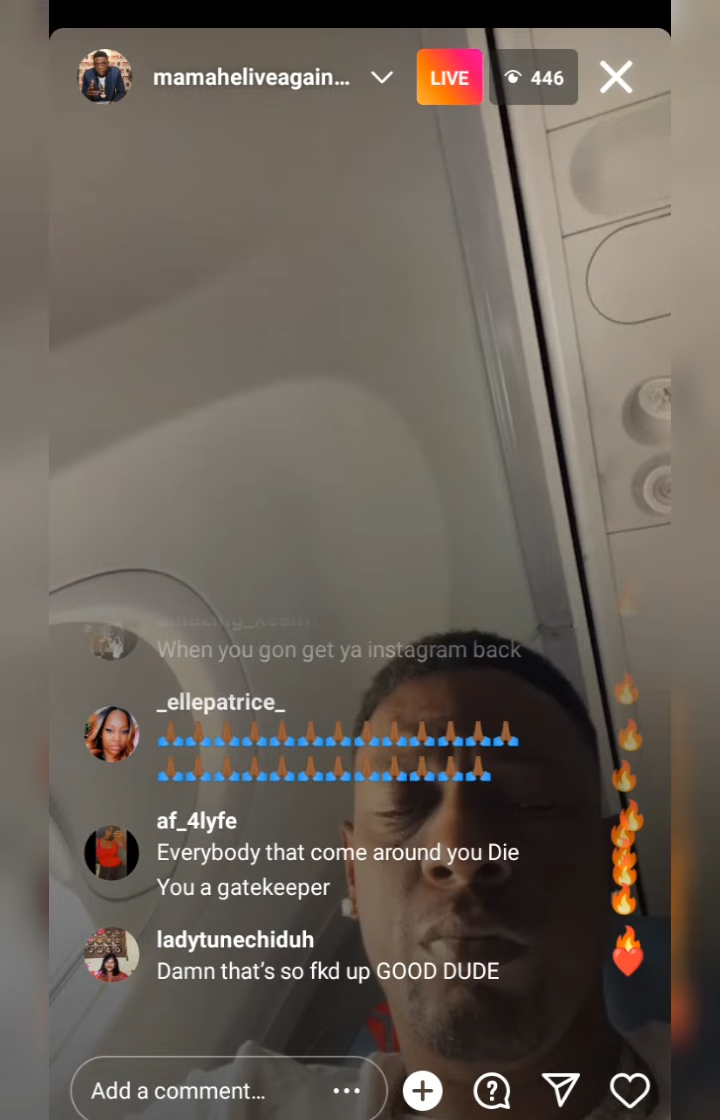 mamaheliveagain...
LIVE
446
When you gon get ya instagram back
_ellepatrice_
🙏🏾🙏🏾🙏🏾🙏🏾🙏🏾🙏🏾🙏🏾🙏🏾🙏🏾🙏🏾🙏🏾🙏🏾🙏🏾
🙏🏾🙏🏾🙏🏾🙏🏾🙏🏾🙏🏾🙏🏾🙏🏾🙏🏾🙏🏾🙏🏾🙏🏾
af_4lyfe
Everybody that come around you Die
You a gatekeeper
ladytunechiduh
Damn that’s so fkd up GOOD DUDE
Add a comment...